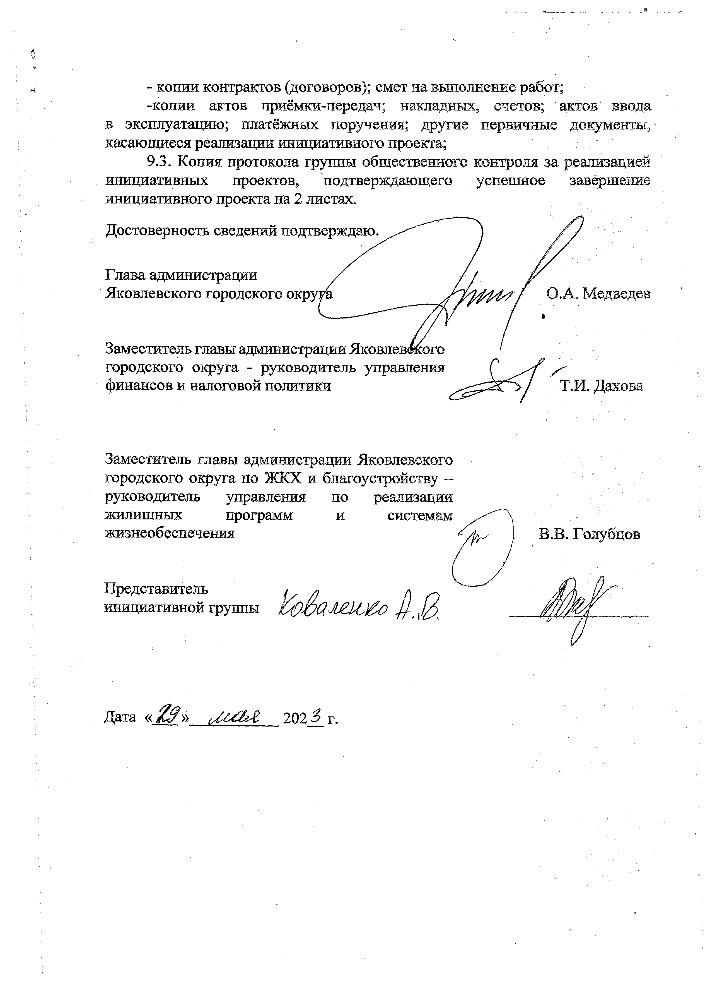 - копии контрактов (договоров); смет на выполнение работ;
-копии актов приёмки-передач; накладных, счетов; актов ввода
в эксплуатацию; платёжных поручения; другие первичные документы,
касающиеся реализации инициативного проекта;
9.3. Копия протокола группы общественного контроля за реализацией
инициативных проектов, подтверждающего успешное завершение
инициативного проекта на 2 листах.
Достоверность сведений подтверждаю.
Глава администрации
Яковлевского городского округа О.А. Медведев
Заместитель главы администрации Яковлевского
городского округа - руководитель управления
финансов и налоговой политики Т.И. Дахова
Заместитель главы администрации Яковлевского
городского округа по ЖКХ и благоустройству –
руководитель управления по реализации
жилищных программ и системам
жизнеобеспечения В.В. Голубцов
Представитель
инициативной группы Коваленко А.В.
Дата «29» мая 2023 г.